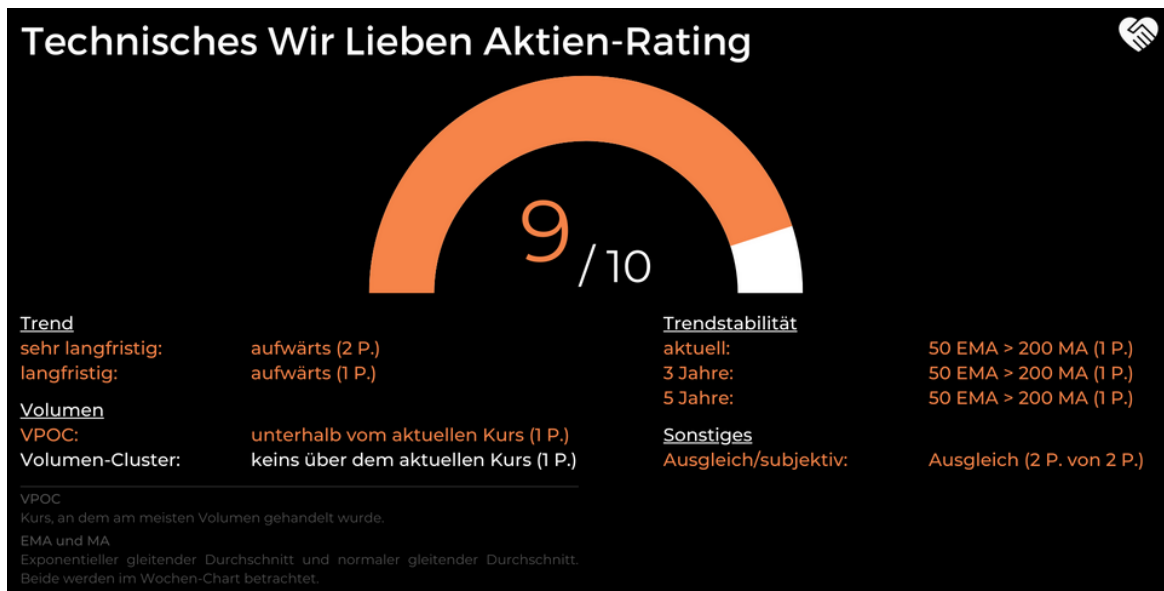 Technisches Wir Lieben Aktien-Rating
9 / 10
Trend
sehr langfristig: aufwärts (2 P.)
langfristig: aufwärts (1 P.)
Volumen
VPOC: unterhalb vom aktuellen Kurs (1 P.)
Volumen-Cluster: keins über dem aktuellen Kurs (1 P.)
VPOC
Kurs, an dem am meisten Volumen gehandelt wurde.
EMA und MA
Exponentieller gleitender Durchschnitt und normaler gleitender Durchschnitt.
Beide werden im Wochen-Chart betrachtet.
Trendstabilität
aktuell: 50 EMA > 200 MA (1 P.)
3 Jahre: 50 EMA > 200 MA (1 P.)
5 Jahre: 50 EMA > 200 MA (1 P.)
Sonstiges
Ausgleich/subjektiv: Ausgleich (2 P. von 2 P.)